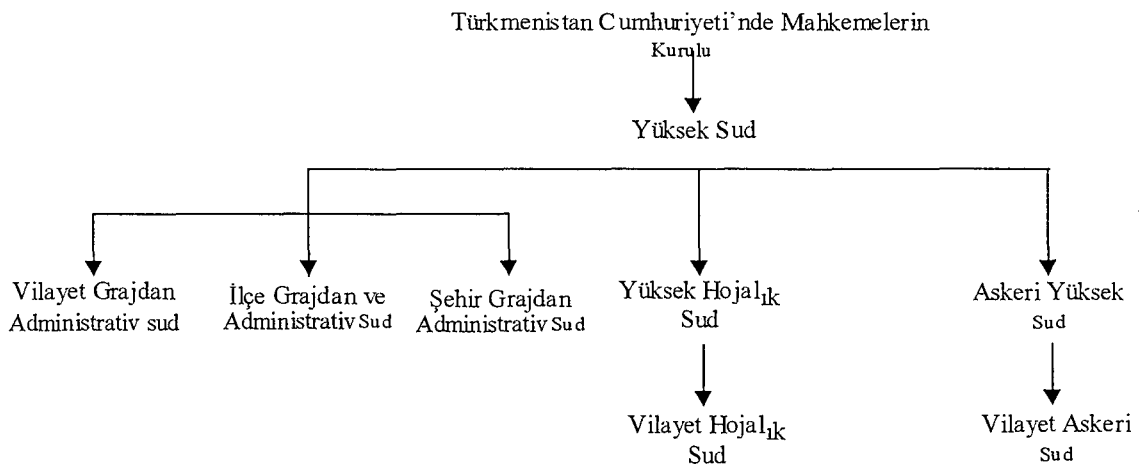 Türkmenistan Cumhuriyeti’nde Mahkemelerin
Kurulu
Yüksek Sud
Vilayet Grajdan
Administrativ sud
İlçe Grajdan ve
Administrativ Sud
Şehir Grajdan
Administrativ Sud
Yüksek Hojalık
Sud
Askeri Yüksek
Sud
Vilayet Hojalık
Sud
Vilayet Askeri
Sud